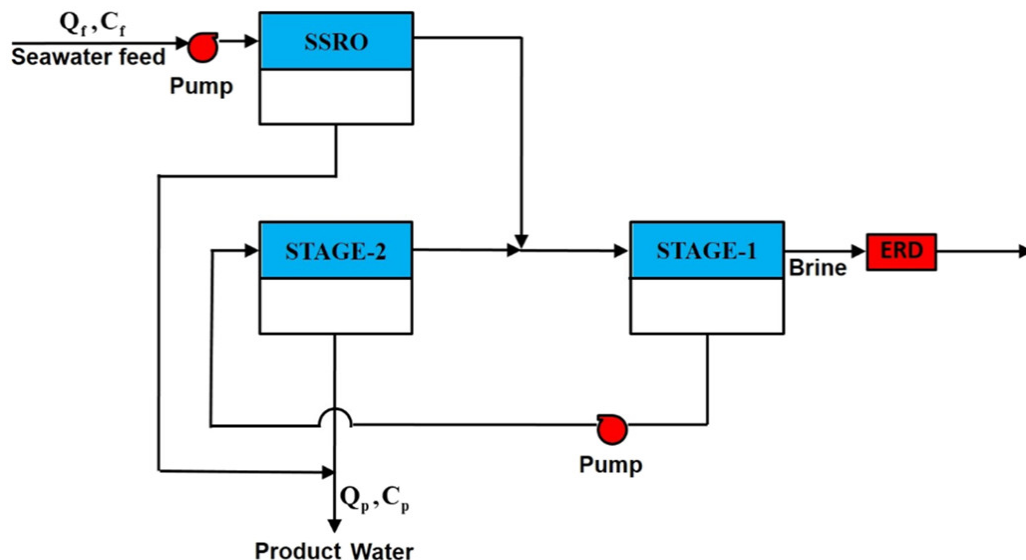 Qf,Cf
Seawater feed
Pump
SSRO
STAGE-2
STAGE-1
Brine
ERD
Pump
Qp,Cp
Product Water